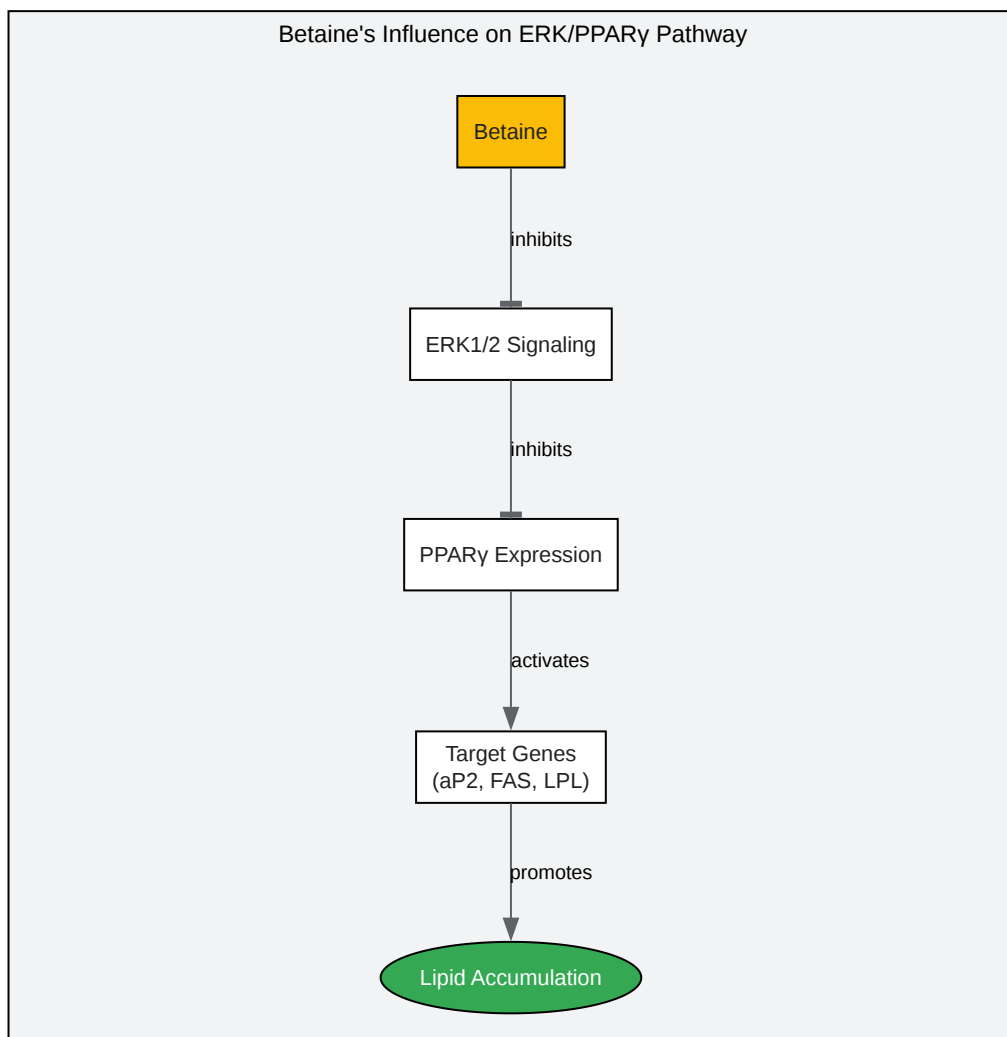 Betaine's Influence on ERK/PPARγ Pathway
Betaine
inhibits
ERK1/2 Signaling
inhibits
PPARγ Expression
activates
Target Genes
(aP2, FAS, LPL)
promotes
Lipid Accumulation